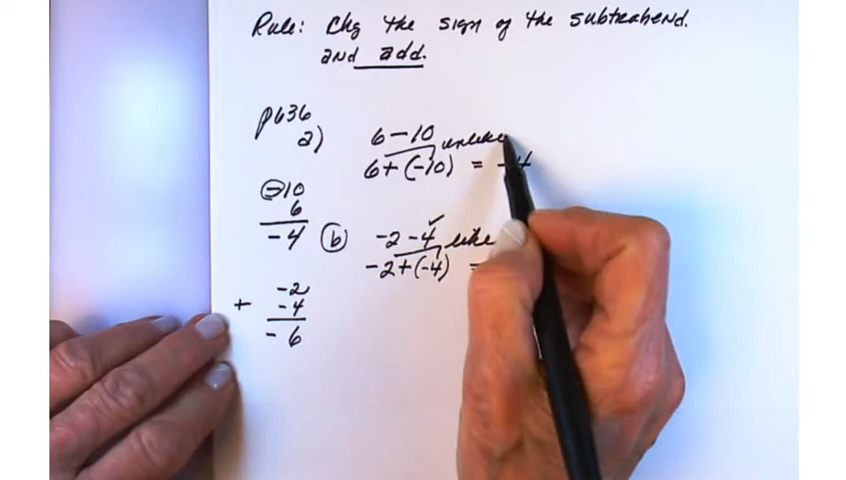 Rule: Chg the sign of the subtrahend.
and add.
p636
a) 6 - 10 unlike
6 + (-10) = -4
-10
6
-4
b) -2 - 4 ✓ like
-2 + (-4) =
-2
+ -4
- 6